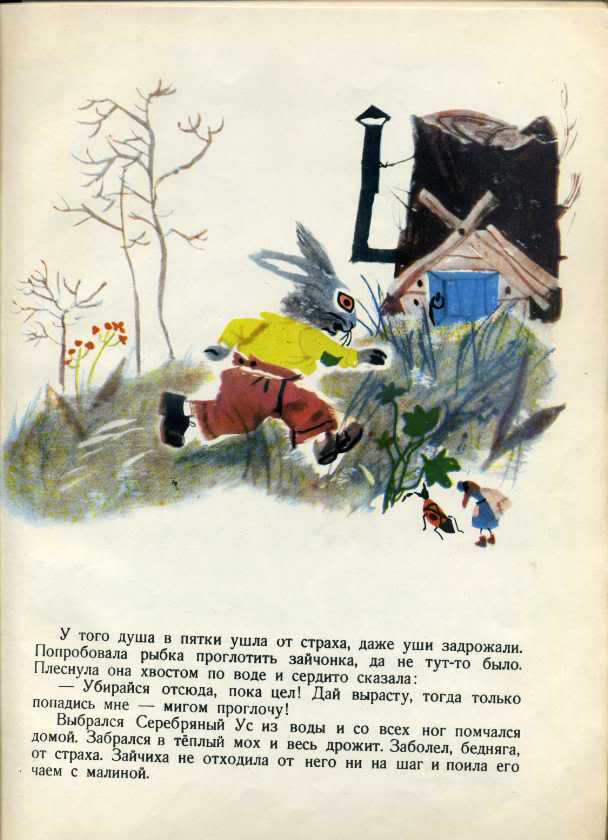 У того душа в пятки ушла от страха, даже уши задрожали.
Попробовала рыбка проглотить зайчонка, да не тут-то было.
Плеснула она хвостом по воде и сердито сказала:
— Убирайся отсюда, пока цел! Дай вырасту, тогда только
попадись мне — мигом проглочу!
Выбрался Серебряный Ус из воды и со всех ног помчался
домой. Забрался в тёплый мох и весь дрожит. Заболел, бедняга,
от страха. Зайчиха не отходила от него ни на шаг и поила его
чаем с малиной.